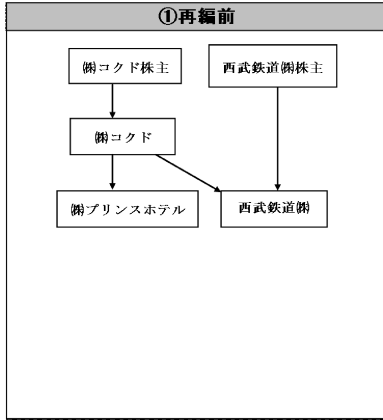 ①再編前
㈱コクド株主
西武鉄道㈱株主
㈱コクド
㈱プリンスホテル
西武鉄道㈱